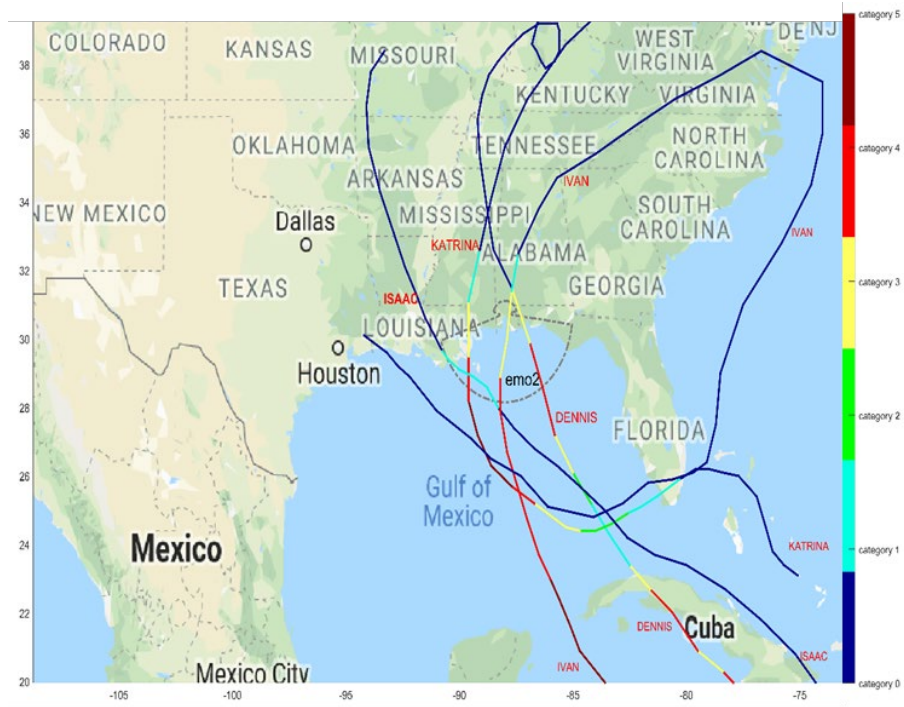 category 5
COLORADO
KANSAS
MISSOURI
WEST
VIRGINIA
DE
NJ
38
KENTUCKY
VIRGINIA
category 4
36
OKLAHOMA
TENNESSEE
NORTH
CAROLINA
ARKANSAS
IVAN
34
NEW MEXICO
MISSISSIPPI
SOUTH
CAROLINA
Dallas
KATRINA
ALABAMA
IVAN
category 3
32
TEXAS
ISAAC
GEORGIA
LOUISIANA
30
Houston
emo2
28
DENNIS
FLORIDA
category 2
26
Gulf of
Mexico
24
Mexico
KATRINA
category 1
22
DENNIS
Cuba
IVAN
ISAAC
Mexico City
20
category 0
-105
-100
-95
-90
-85
-80
-75